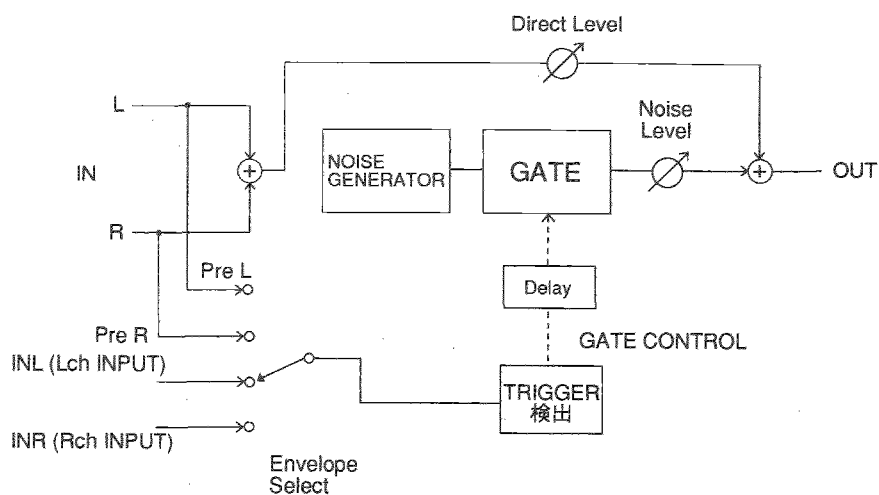 Direct Level
L
IN
R
NOISE
GENERATOR
GATE
Noise
Level
OUT
Pre L
Delay
Pre R
GATE CONTROL
INL (Lch INPUT)
TRIGGER
検出
INR (Rch INPUT)
Envelope
Select